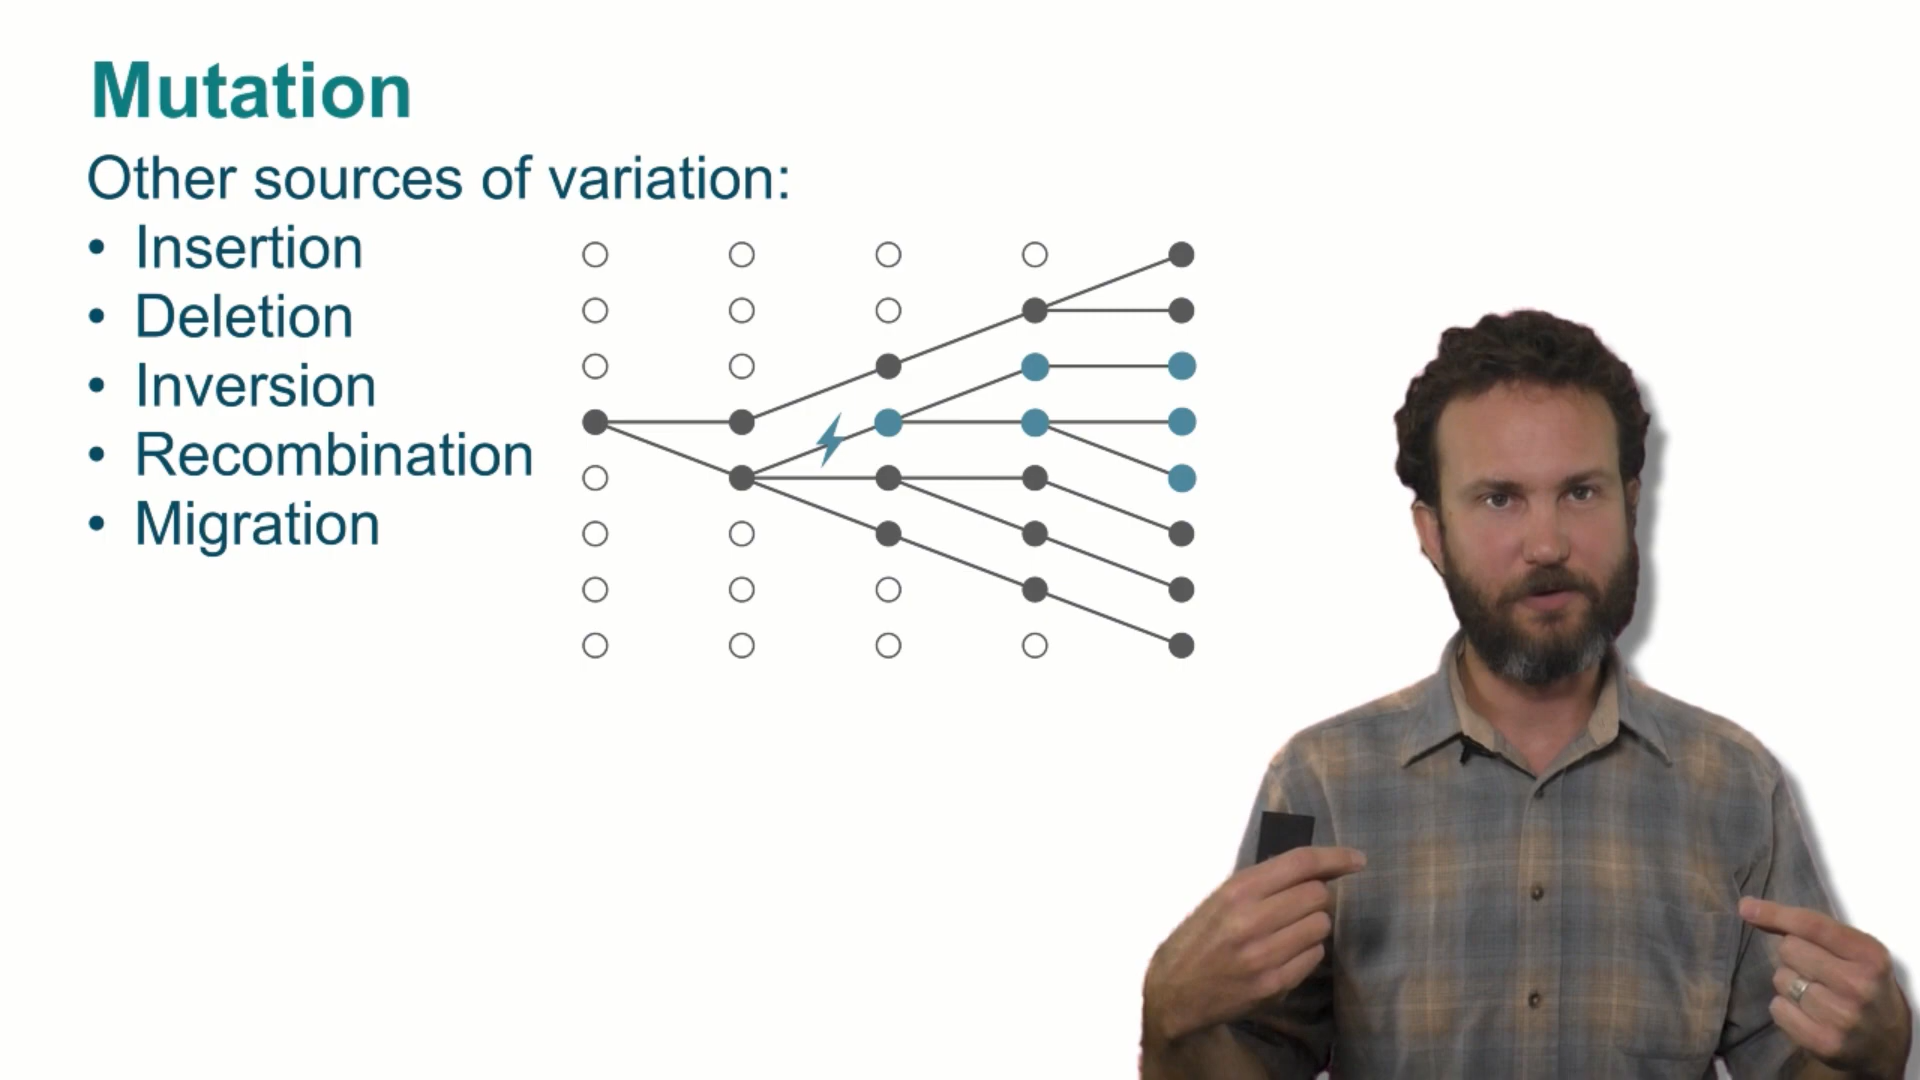 Mutation
Other sources of variation:
• Insertion
• Deletion
• Inversion
• Recombination
• Migration